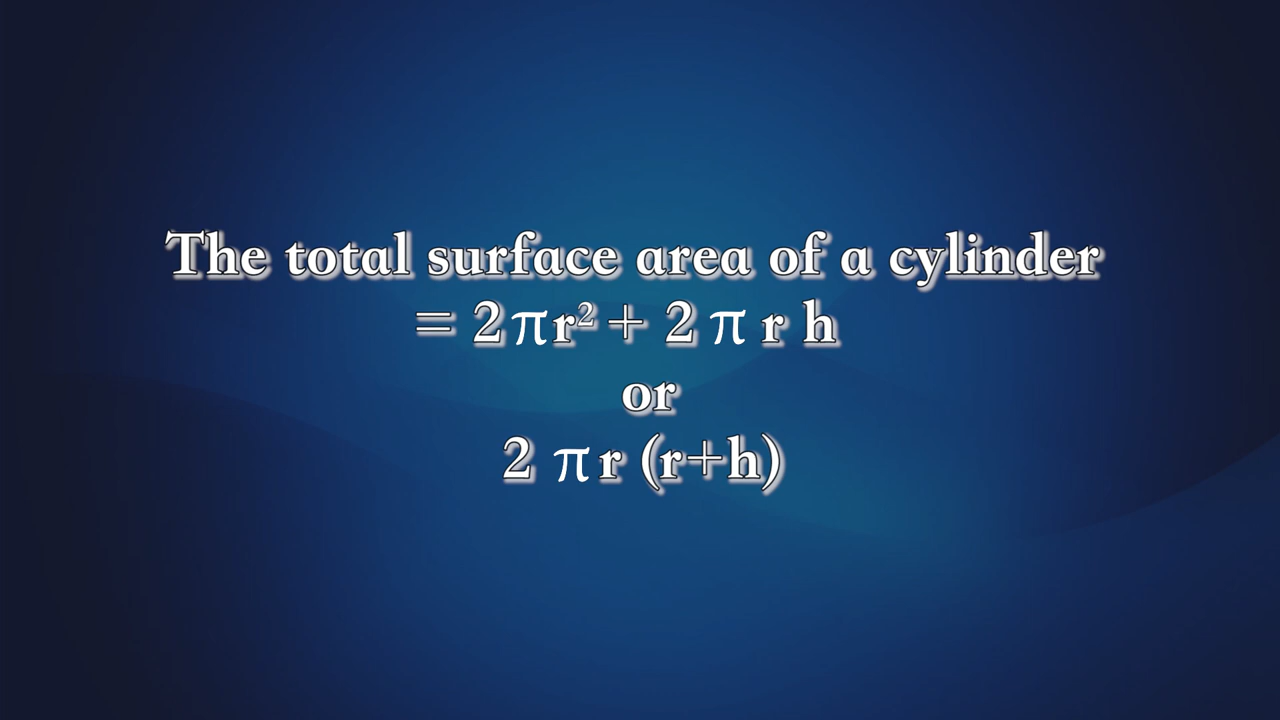 The total surface area of a cylinder
= 2πr² + 2 π r h
or
2 π r (r+h)